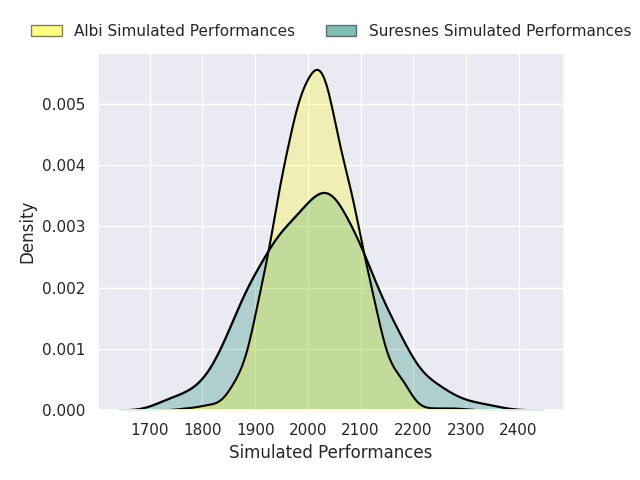 Albi Simulated Performances Suresnes Simulated Performances
0.005
0.004
0.003
0.002
0.001
0.000
Density
1700 1800 1900 2000 2100 2200 2300 2400
Simulated Performances